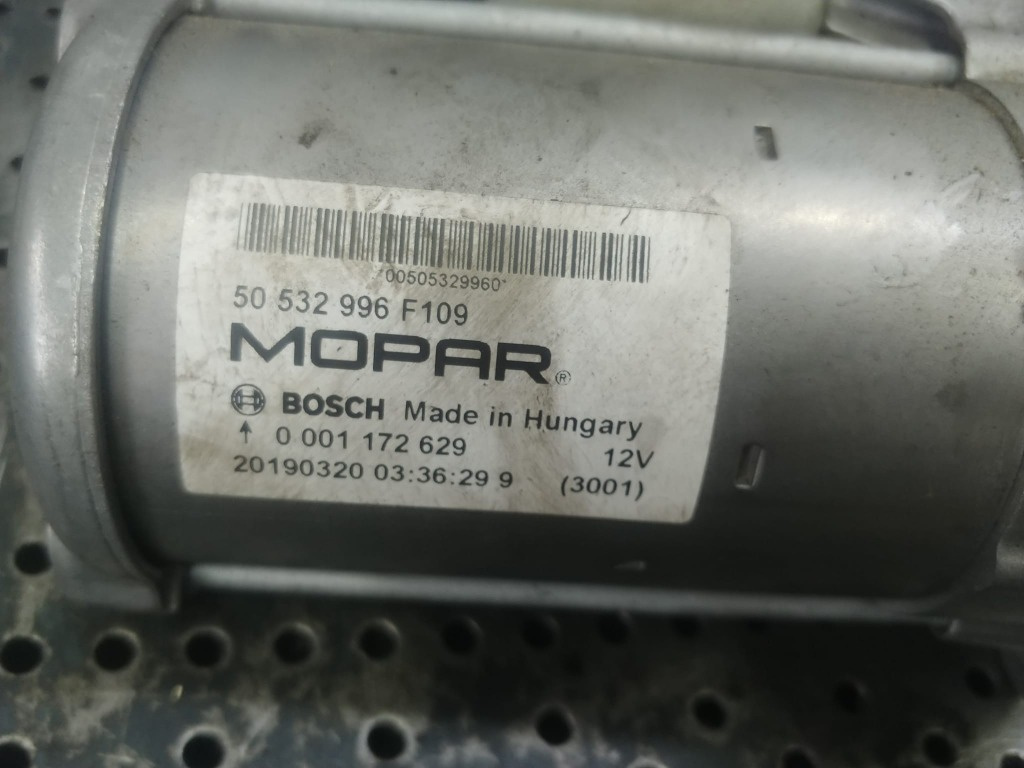 *00505329960*
50 532 996 F109
MOPAR®
BOSCH Made in Hungary
↑ 0 001 172 629 12V
20190320 03:36:29 9 (3001)